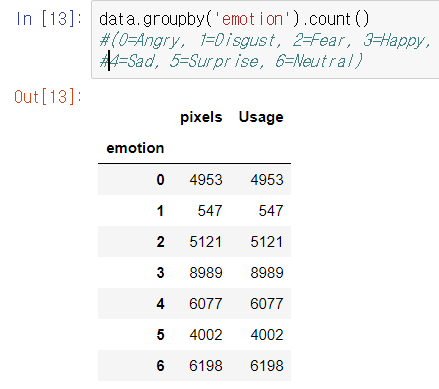 In [13]: data.groupby('emotion').count()
#(0=Angry, 1=Disgust, 2=Fear, 3=Happy,
#4=Sad, 5=Surprise, 6=Neutral)
Out[13]:
pixels Usage
emotion
0 4953 4953
1 547 547
2 5121 5121
3 8989 8989
4 6077 6077
5 4002 4002
6 6198 6198